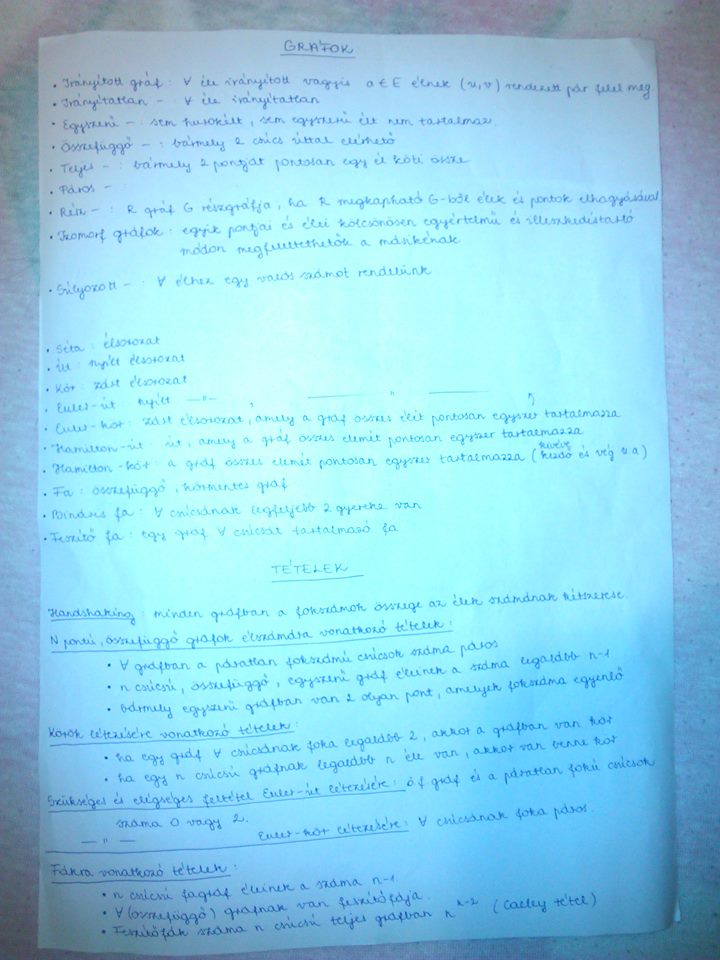 GRÁFOK
• Irányított gráf : ∀ éle irányított vagyis a ∈ E élnek (u,v) rendezett pár felel meg
• Irányítatlan – : ∀ éle irányítatlan
• Egyszerű – : sem hurokélt, sem egyszerű élt nem tartalmaz.
• Összefüggő – : bármely 2 csúcs úttal elérhető
• Teljes – : bármely 2 pontját pontosan egy él köti össze
• Páros – :
• Rész – : R gráf G részgráfja, ha R megkapható G-ből élek és pontok elhagyásával
• Izomorf gráfok : egyik pontjai és élei kölcsönösen egyértelmű és illeszkedéstartó
módon megfeleltethetők a másikénak
• Súlyozott – : ∀ élhez egy valós számot rendelünk
• Séta : élsorozat
• Út : nyílt élsorozat
• Kör : zárt élsorozat
• Euler-út : nyílt —"— , —— " —— "
• Euler-kör : zárt élsorozat, amely a gráf összes élét pontosan egyszer tartalmazza
• Hamilton-út : út, amely a gráf összes elemét pontosan egyszer tartalmazza
• Hamilton-kör : a gráf összes elemét pontosan egyszer tartalmazza (kivéve kezdő és vég u a)
• Fa : összefüggő, körmentes gráf
• Bináris fa : ∀ csúcsának legfeljebb 2 gyereke van
• Feszítő fa : egy gráf ∀ csúcsát tartalmazó fa
TÉTELEK
Handshaking : minden gráfban a fokszámok összege az élek számának kétszerese.
N pontú, összefüggő gráfok élszámára vonatkozó tételek :
• ∀ gráfban a páratlan fokszámú csúcsok száma páros
• n csúcsú, összefüggő, egyszerű gráf éleinek a száma legalább n-1
• bármely egyszerű gráfban van 2 olyan pont, amelyek fokszáma egyenlő
Körök létezésére vonatkozó tételek :
• ha egy gráf ∀ csúcsának foka legalább 2, akkor a gráfban van kör
• ha egy n csúcsú gráfnak legalább n éle van, akkor van benne kör
Szükséges és elégséges feltétel Euler-út létezésére : öf gráf és a páratlan fokú csúcsok
száma 0 vagy 2.
— " — Euler-kör létezésére : ∀ csúcsának foka páros.
Fákra vonatkozó tételek :
• n csúcsú fagráf éleinek a száma n-1.
• ∀ (összefüggő) gráfnak van feszítőfája.
• Feszítőfák száma n csúcsú teljes gráfban n^n-2 (Caeley tétel)